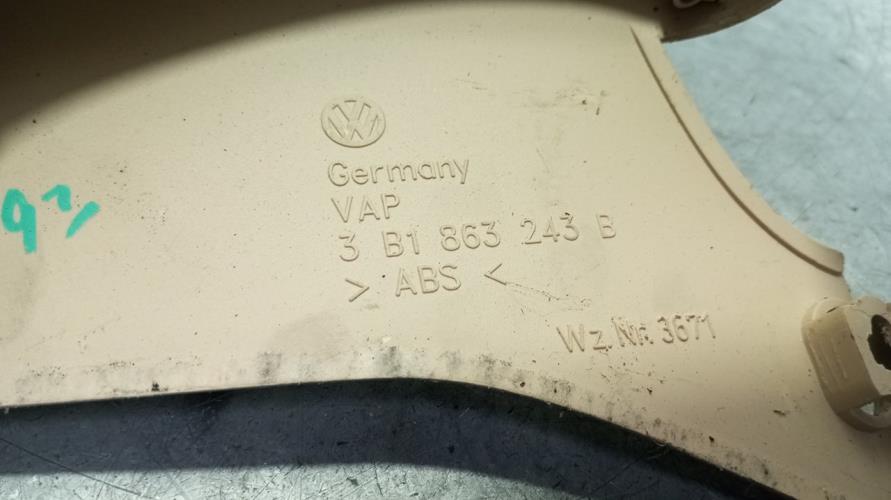 Germany
VAP
3 B1 863 243 B
> ABS <
Wz.Nr. 3671